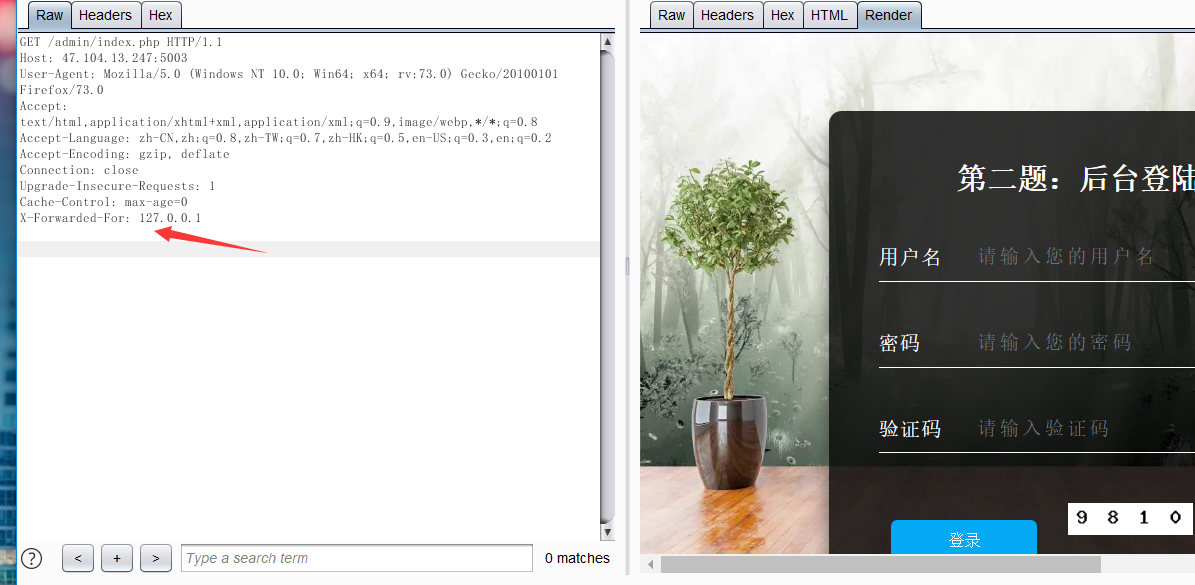 Raw Headers Hex
GET /admin/index.php HTTP/1.1
Host: 47.104.13.247:5003
User-Agent: Mozilla/5.0 (Windows NT 10.0; Win64; x64; rv:73.0) Gecko/20100101
Firefox/73.0
Accept:
text/html,application/xhtml+xml,application/xml;q=0.9,image/webp,*/*;q=0.8
Accept-Language: zh-CN,zh;q=0.8,zh-TW;q=0.7,zh-HK;q=0.5,en-US;q=0.3,en;q=0.2
Accept-Encoding: gzip, deflate
Connection: close
Upgrade-Insecure-Requests: 1
Cache-Control: max-age=0
X-Forwarded-For: 127.0.0.1
? < + > Type a search term 0 matches
Raw Headers Hex HTML Render
第二题：后台登陆
用户名 请输入您的用户名
密码 请输入您的密码
验证码 请输入验证码
9 8 1 0
登录